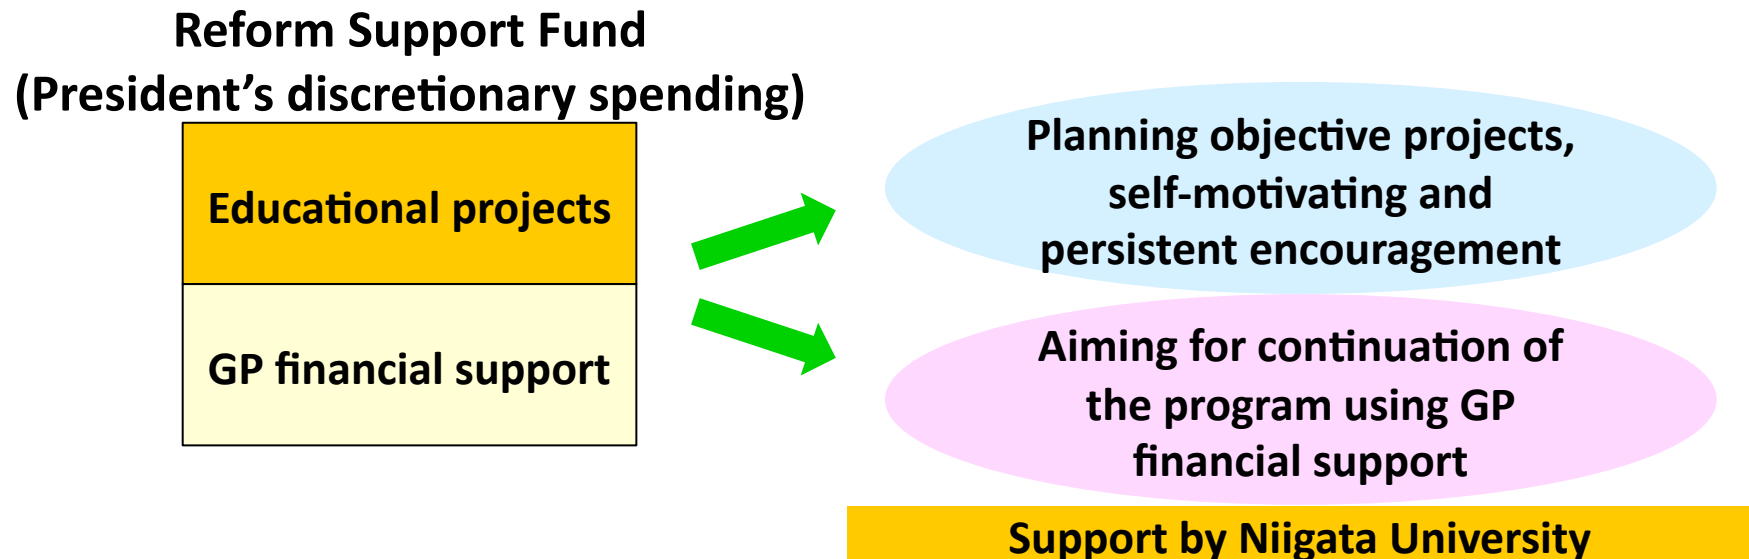 Reform Support Fund
(President’s discretionary spending)
Educational projects
GP financial support
Planning objective projects,
self-motivating and
persistent encouragement
Aiming for continuation of
the program using GP
financial support
Support by Niigata University